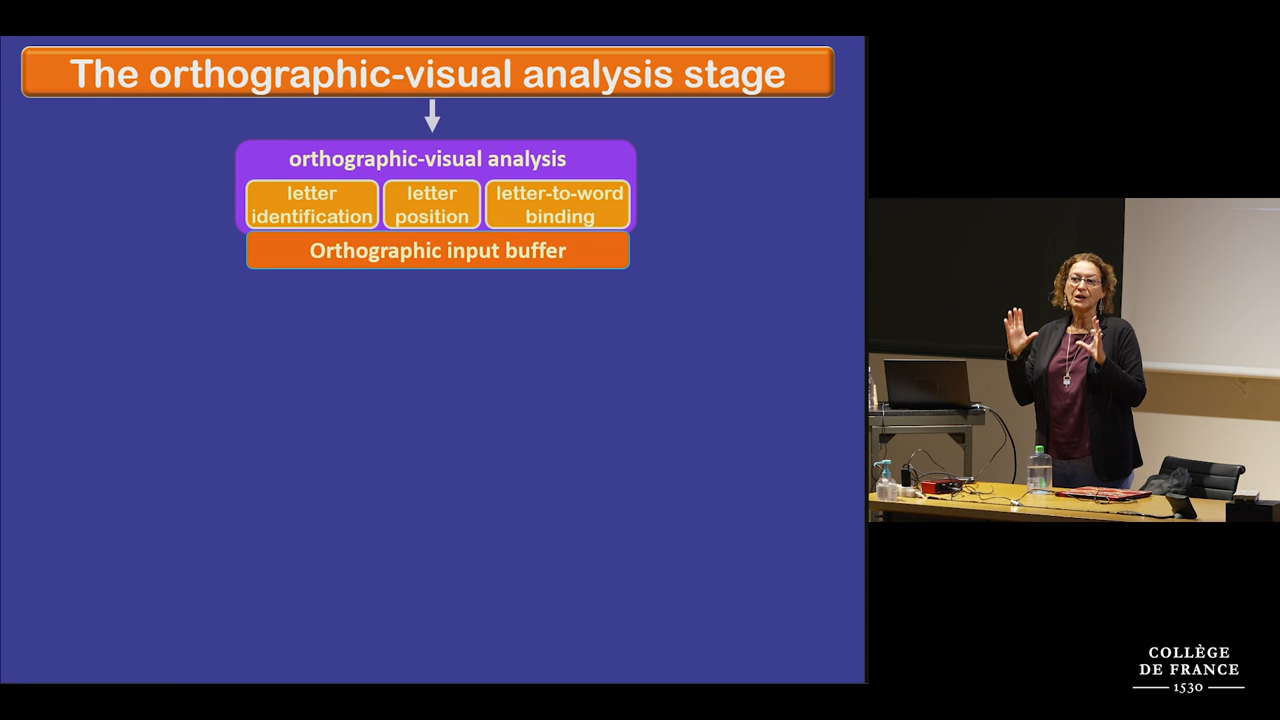 The orthographic-visual analysis stage
orthographic-visual analysis
letter
identification
letter
position
letter-to-word
binding
Orthographic input buffer
COLLÈGE
DE FRANCE
1530